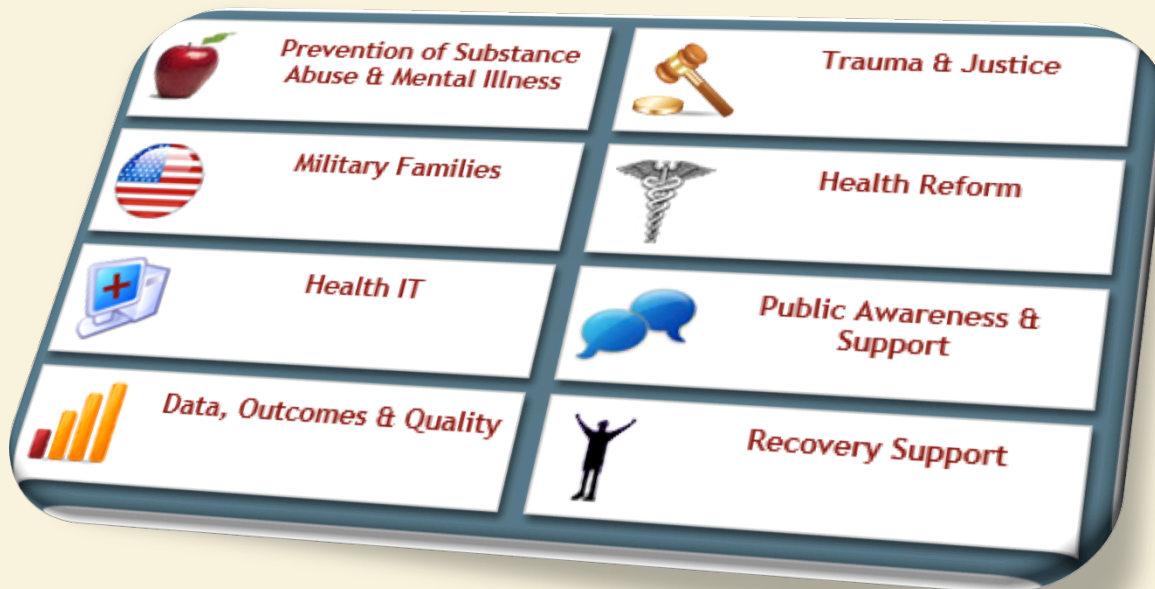 Prevention of Substance
Abuse & Mental Illness
Trauma & Justice
Military Families
Health Reform
Health IT
Public Awareness &
Support
Data, Outcomes & Quality
Recovery Support